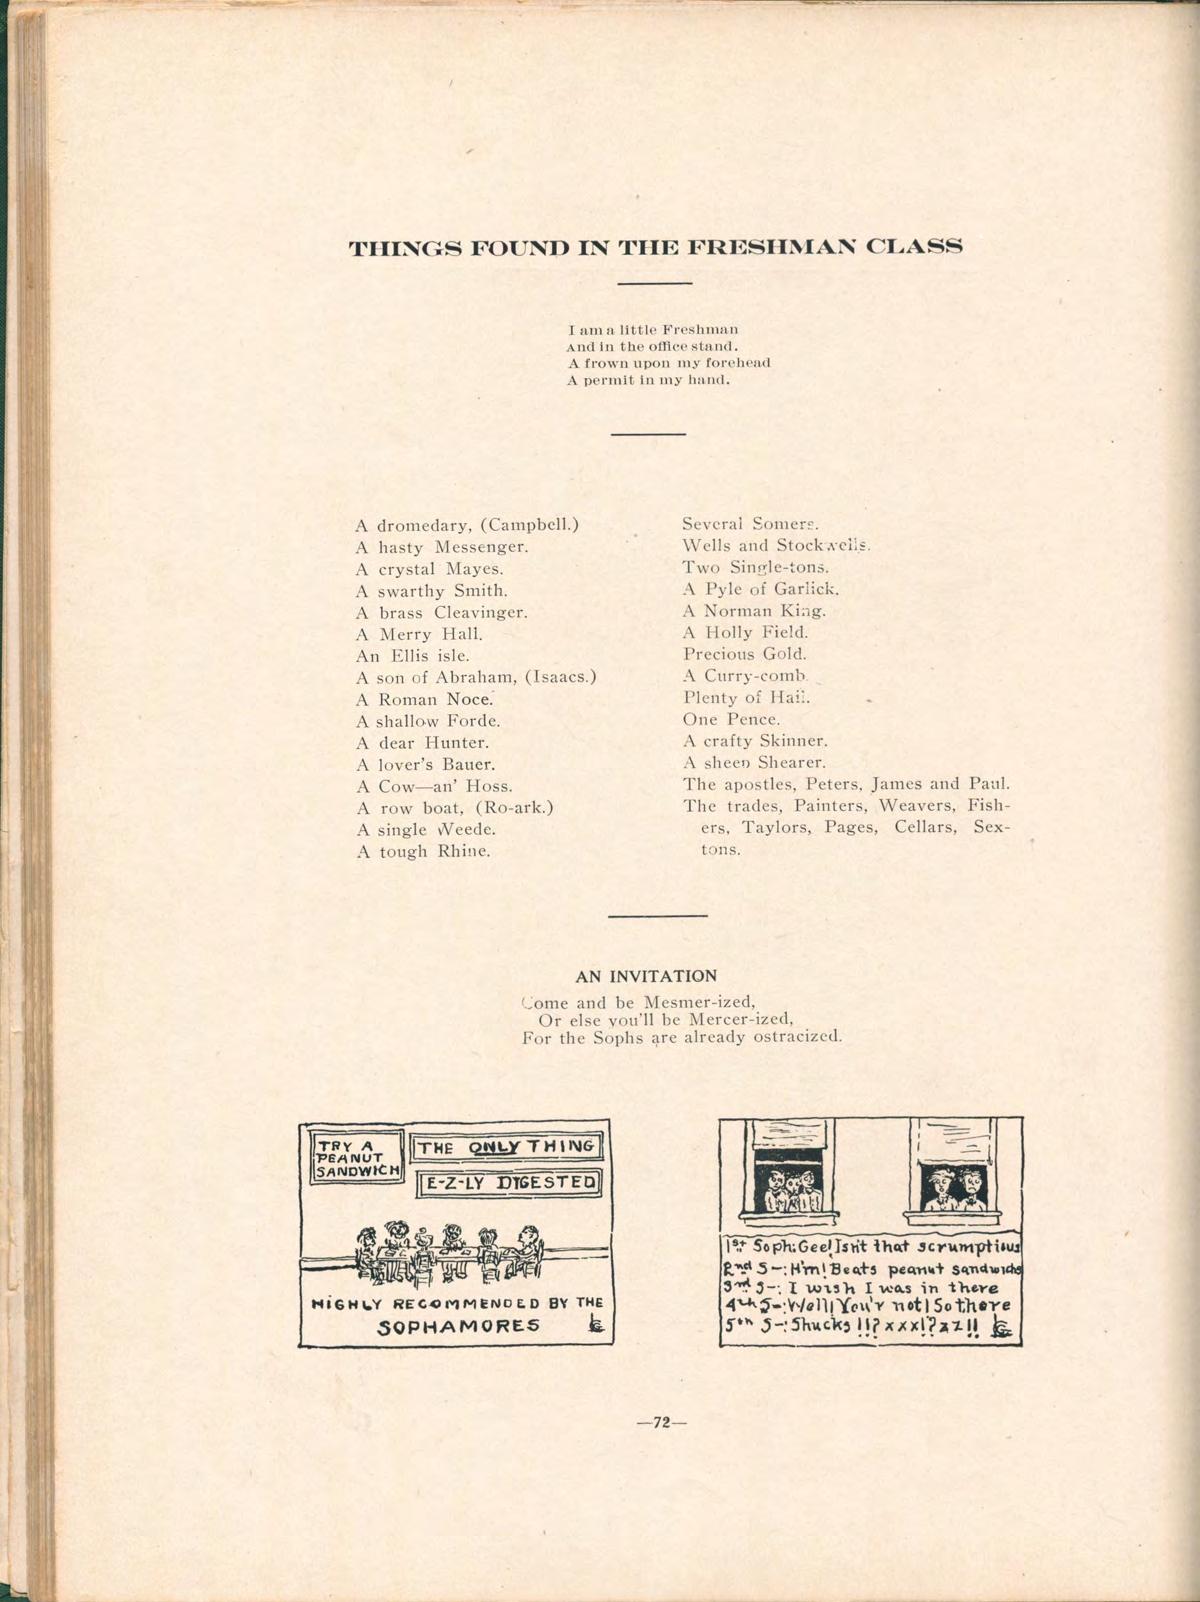 THINGS FOUND IN THE FRESHMAN CLASS
I am a little Freshman
And in the office stand.
A frown upon my forehead
A permit in my hand.
A dromedary, (Campbell.)
A hasty Messenger.
A crystal Mayes.
A swarthy Smith.
A brass Cleavinger.
A Merry Hall.
An Ellis isle.
A son of Abraham, (Isaacs.)
A Roman Noce.
A shallow Forde.
A dear Hunter.
A lover's Bauer.
A Cow—an' Hoss.
A row boat, (Ro-ark.)
A single Weede.
A tough Rhine.
Several Somers.
Wells and Stockwells.
Two Single-tons.
A Pyle of Garlick.
A Norman King.
A Holly Field.
Precious Gold.
A Curry-comb.
Plenty of Hail.
One Pence.
A crafty Skinner.
A sheep Shearer.
The apostles, Peters, James and Paul.
The trades, Painters, Weavers, Fish-
ers, Taylors, Pages, Cellars, Sex-
tons.
AN INVITATION
Come and be Mesmer-ized,
Or else you'll be Mercer-ized,
For the Sophs are already ostracized.
TRY A
PEANUT
SANDWICH
THE ONLY THING
E-Z-LY DIGESTED
HIGHLY RECOMMENDED BY THE
SOPHAMORES
1st Soph: Gee! Isn't that scrumptious
2nd S-: H'm! Beats peanut sandwichs
3rd S-: I wish I was in there
4th S-: Well! You'r not! So there
5th S-: Shucks !!? xxx!? zz!!
—72—